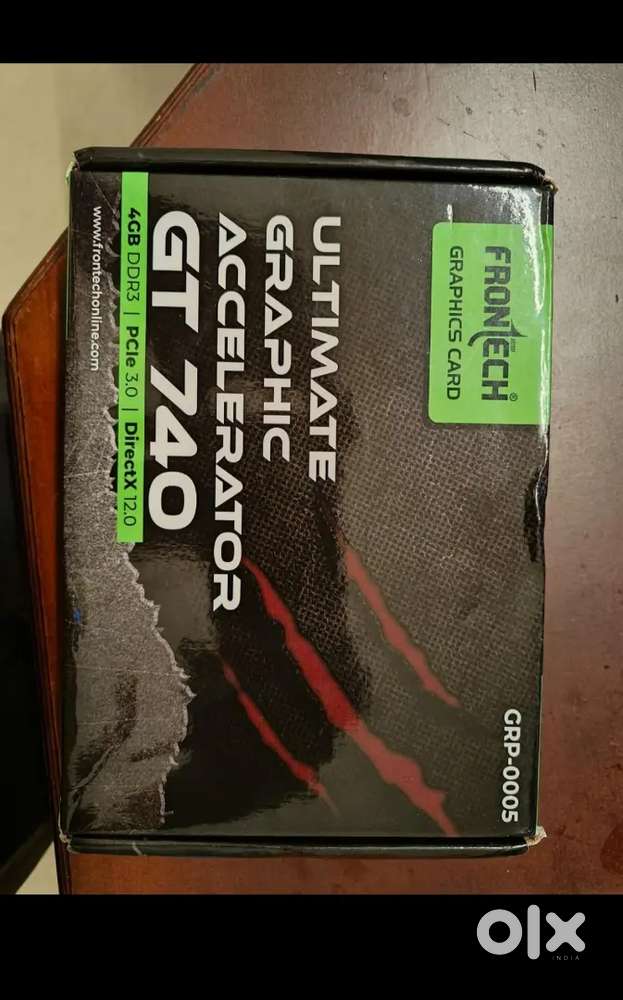 FRONTECH®
GRAPHICS CARD
ULTIMATE
GRAPHIC
ACCELERATOR
GT 740
4GB DDR3 | PCIe 3.0 | DirectX 12.0
www.frontechonline.com
GRP-0005
olx
INDIA